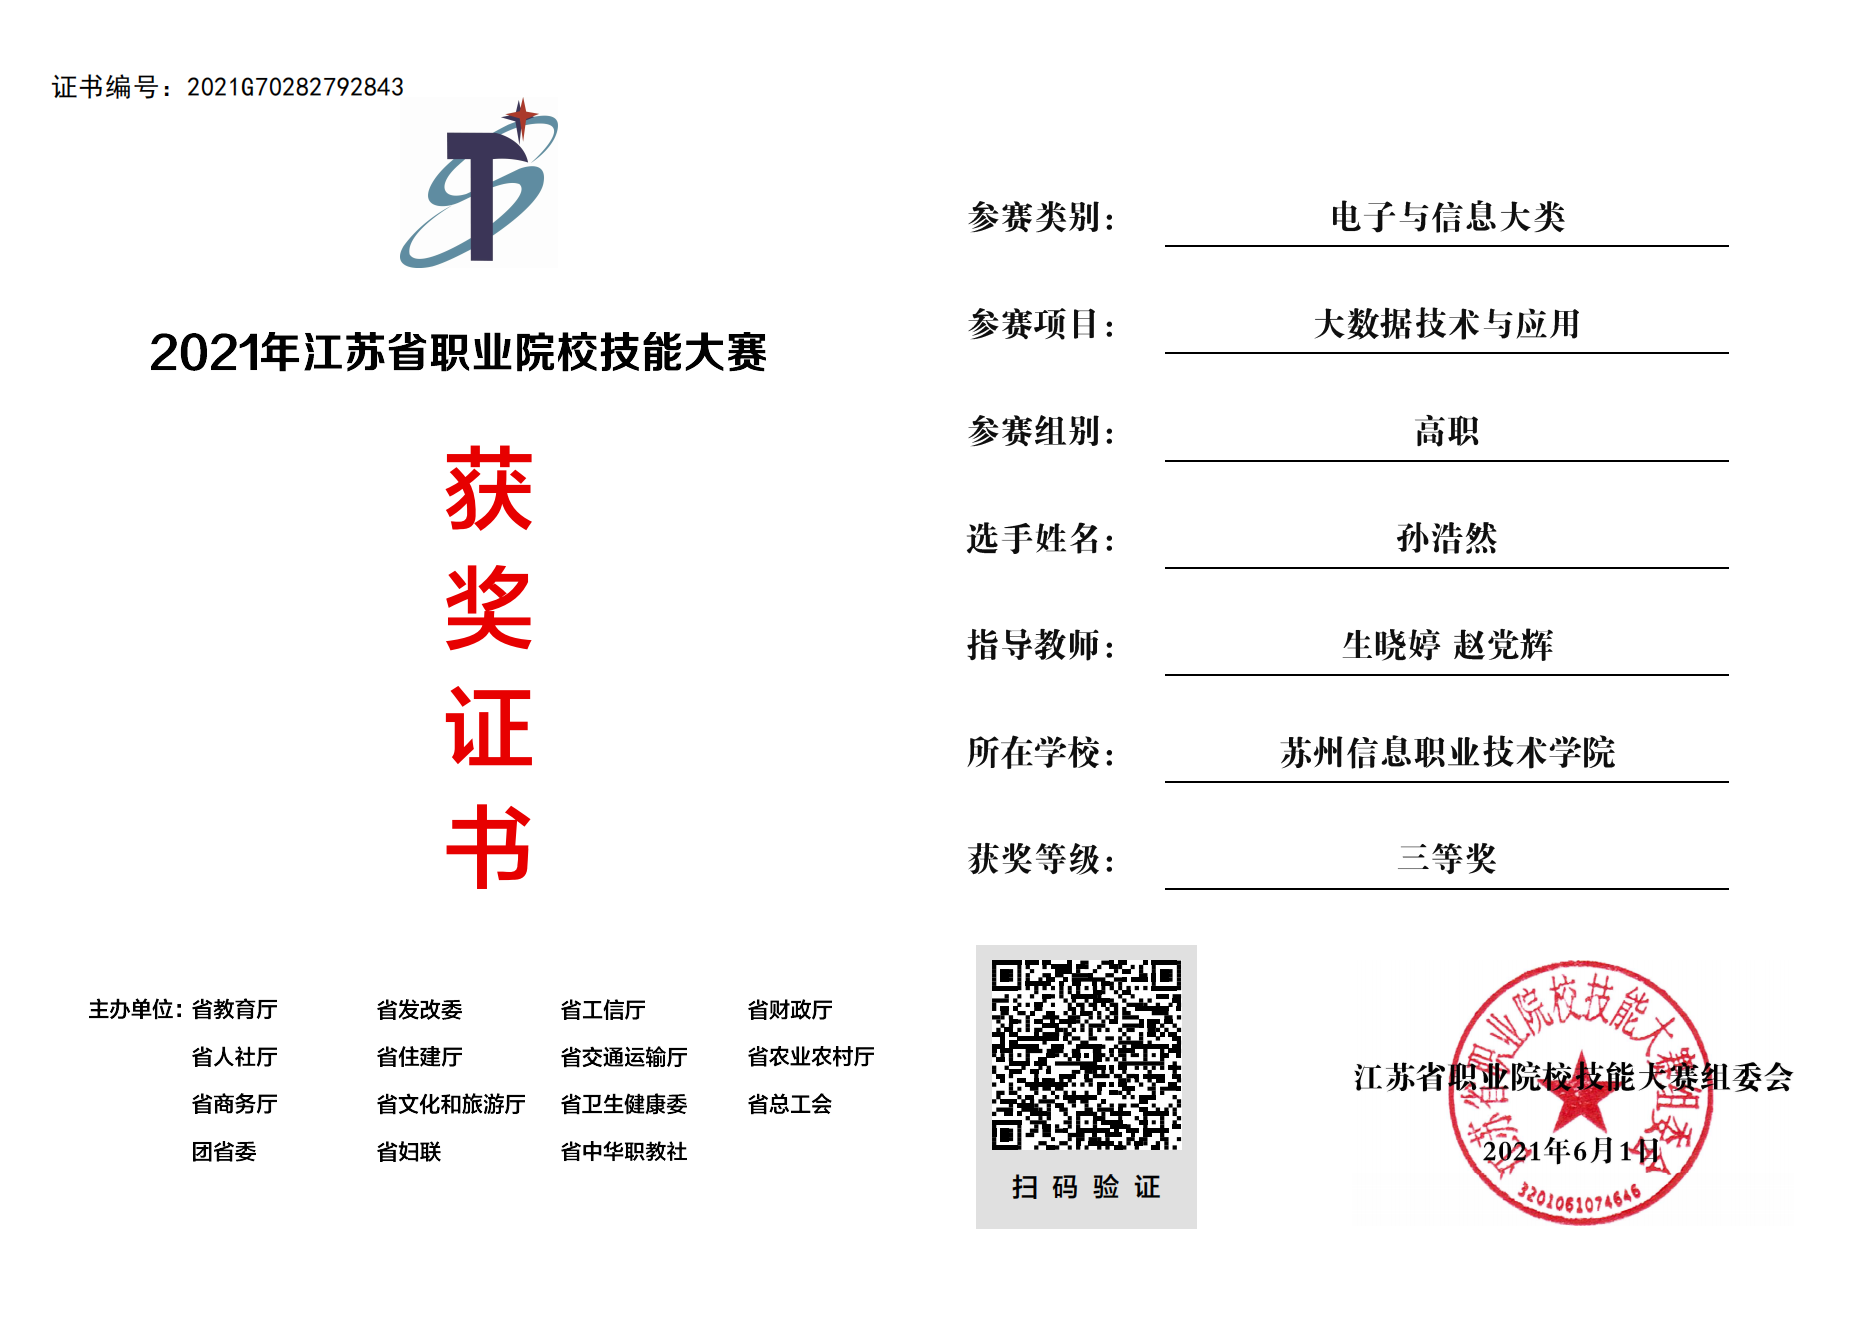 证书编号：2021G70282792843
2021年江苏省职业院校技能大赛
获
奖
证
书
主办单位：省教育厅 省发改委 省工信厅 省财政厅
省人社厅 省住建厅 省交通运输厅 省农业农村厅
省商务厅 省文化和旅游厅 省卫生健康委 省总工会
团省委 省妇联 省中华职教社
参赛类别： 电子与信息大类
参赛项目： 大数据技术与应用
参赛组别： 高职
选手姓名： 孙浩然
指导教师： 生晓婷 赵党辉
所在学校： 苏州信息职业技术学院
获奖等级： 三等奖
扫码验证
江苏省职业院校技能大赛组委会
2021年6月1日
江苏省职业院校技能大赛组委会
3201061074646